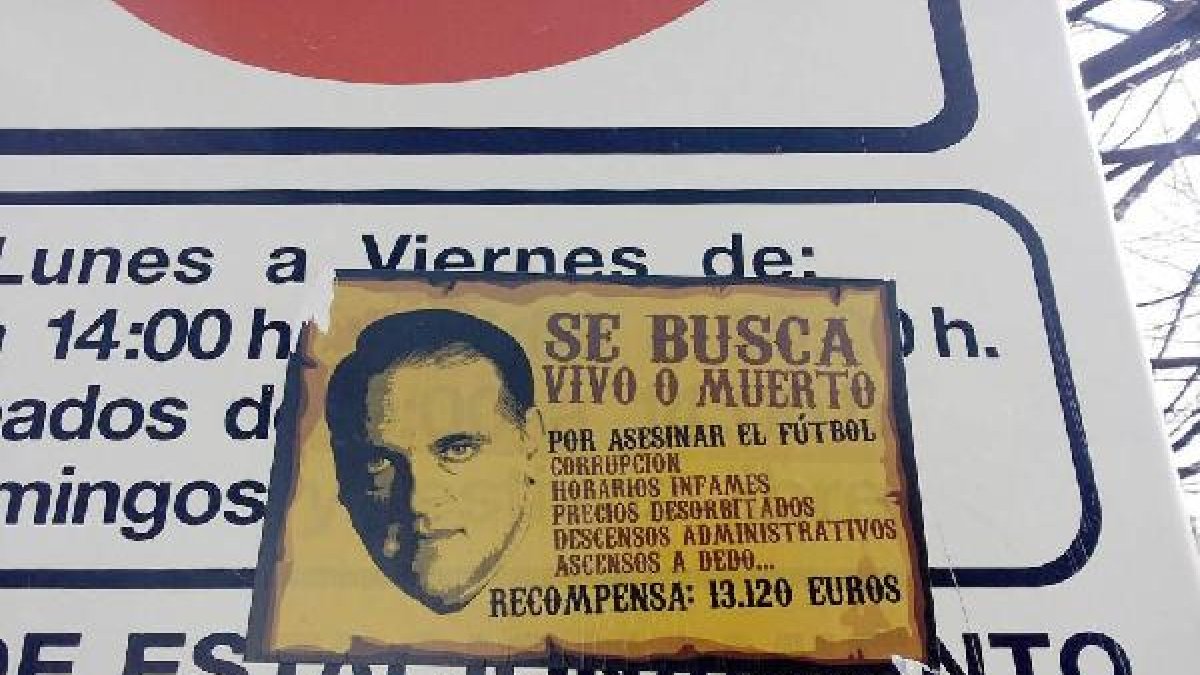 Lunes a Viernes de:
14:00 h
h.
d
SE BUSCA
VIVO O MUERTO
POR ASESINAR EL FÚTBOL
CORRUPCION
HORARIOS INFAMES
PRECIOS DESORBITADOS
DESCENSOS ADMINISTRATIVOS
ASCENSOS A DEDO...
RECOMPENSA: 13.120 EUROS
mingos
DE